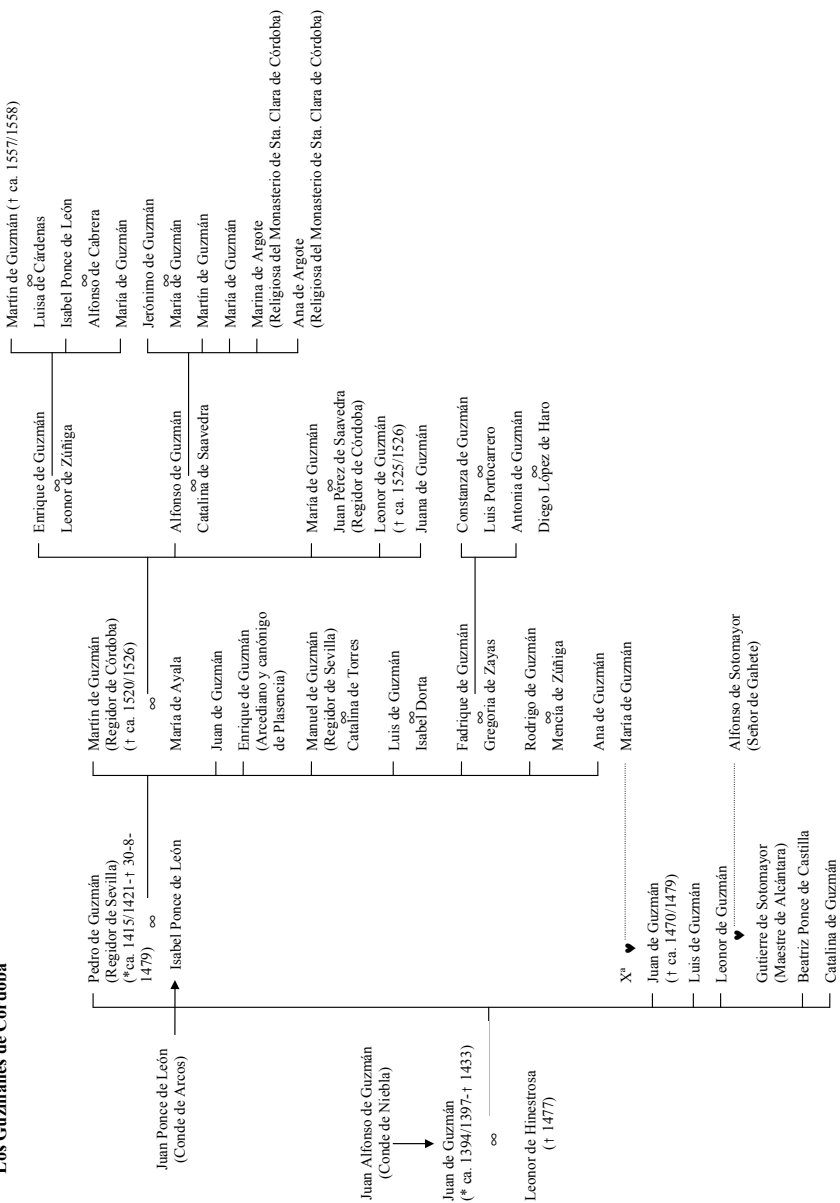 Los Guzmanes de Córdoba
Juan Ponce de León
(Conde de Arcos)
Juan Alfonso de Guzmán
(Conde de Niebla)
Juan de Guzmán
(* ca. 1394/1397-† 1433)
∞
Leonor de Hinestrosa
(† 1477)
Pedro de Guzmán
(Regidor de Sevilla)
(*ca. 1415/1421-† 30-8-
1479)
∞
Isabel Ponce de León
Xª
♥
Juan de Guzmán
(† ca. 1470/1479)
Luis de Guzmán
Leonor de Guzmán
♥
Gutierre de Sotomayor
(Maestre de Alcántara)
Beatriz Ponce de Castilla
Catalina de Guzmán
Martín de Guzmán
(Regidor de Córdoba)
(† ca. 1520/1526)
∞
María de Ayala
Juan de Guzmán
Enrique de Guzmán
(Arcediano y canónigo
de Plasencia)
Manuel de Guzmán
(Regidor de Sevilla)
∞
Catalina de Torres
Luis de Guzmán
∞
Isabel Dorta
Fadrique de Guzmán
∞
Gregoria de Zayas
Rodrigo de Guzmán
∞
Mencía de Zúñiga
Ana de Guzmán
María de Guzmán
Alfonso de Sotomayor
(Señor de Gahete)
Enrique de Guzmán
∞
Leonor de Zúñiga
Alfonso de Guzmán
∞
Catalina de Saavedra
María de Guzmán
∞
Juan Pérez de Saavedra
(Regidor de Córdoba)
Leonor de Guzmán
(† ca. 1525/1526)
Juana de Guzmán
Constanza de Guzmán
∞
Luis Portocarrero
Antonia de Guzmán
∞
Diego López de Haro
Martín de Guzmán († ca. 1557/1558)
∞
Luisa de Cárdenas
Isabel Ponce de León
∞
Alfonso de Cabrera
María de Guzmán
Jerónimo de Guzmán
∞
María de Guzmán
Martín de Guzmán
María de Guzmán
Marina de Argote
(Religiosa del Monasterio de Sta. Clara de Córdoba)
Ana de Argote
(Religiosa del Monasterio de Sta. Clara de Córdoba)